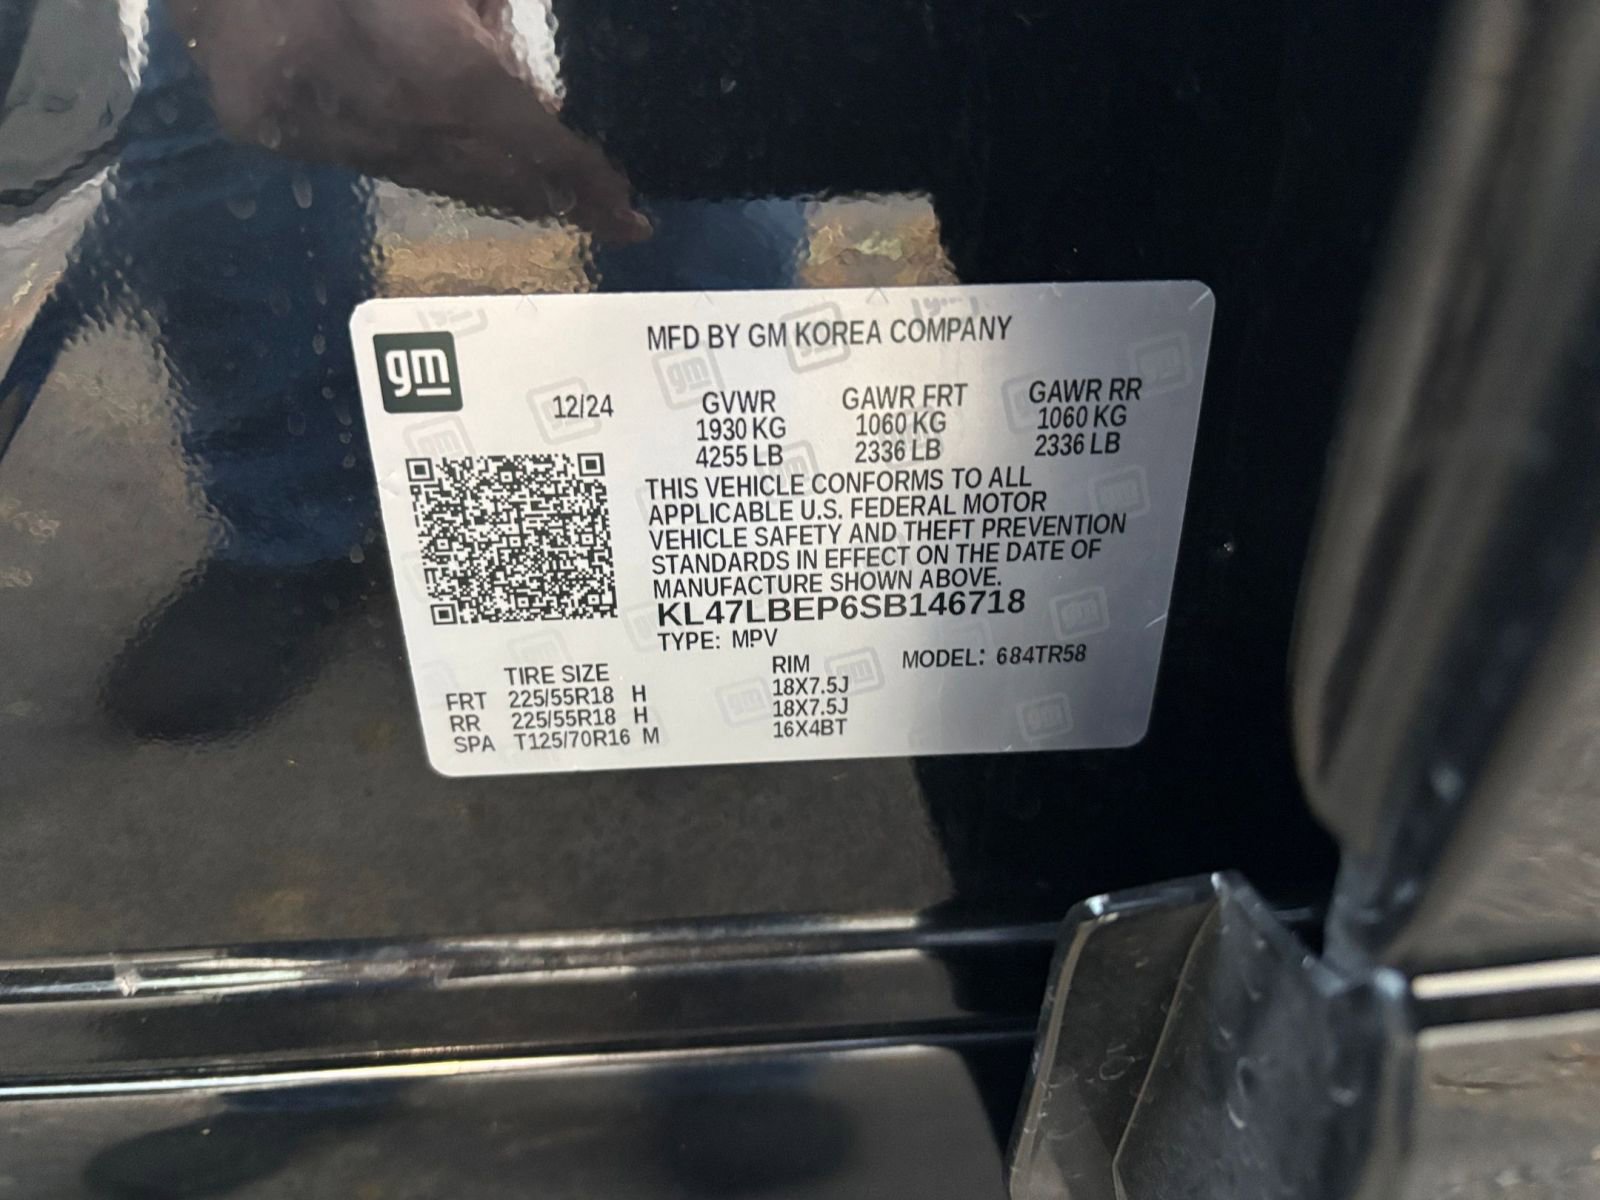 gm
MFD BY GM KOREA COMPANY
12/24 GVWR GAWR FRT GAWR RR
1930 KG 1060 KG 1060 KG
4255 LB 2336 LB 2336 LB
THIS VEHICLE CONFORMS TO ALL
APPLICABLE U.S. FEDERAL MOTOR
VEHICLE SAFETY AND THEFT PREVENTION
STANDARDS IN EFFECT ON THE DATE OF
MANUFACTURE SHOWN ABOVE.
KL47LBEP6SB146718
TYPE: MPV
TIRE SIZE RIM MODEL: 684TR58
FRT 225/55R18 H 18X7.5J
RR 225/55R18 H 18X7.5J
SPA T125/70R16 M 16X4BT